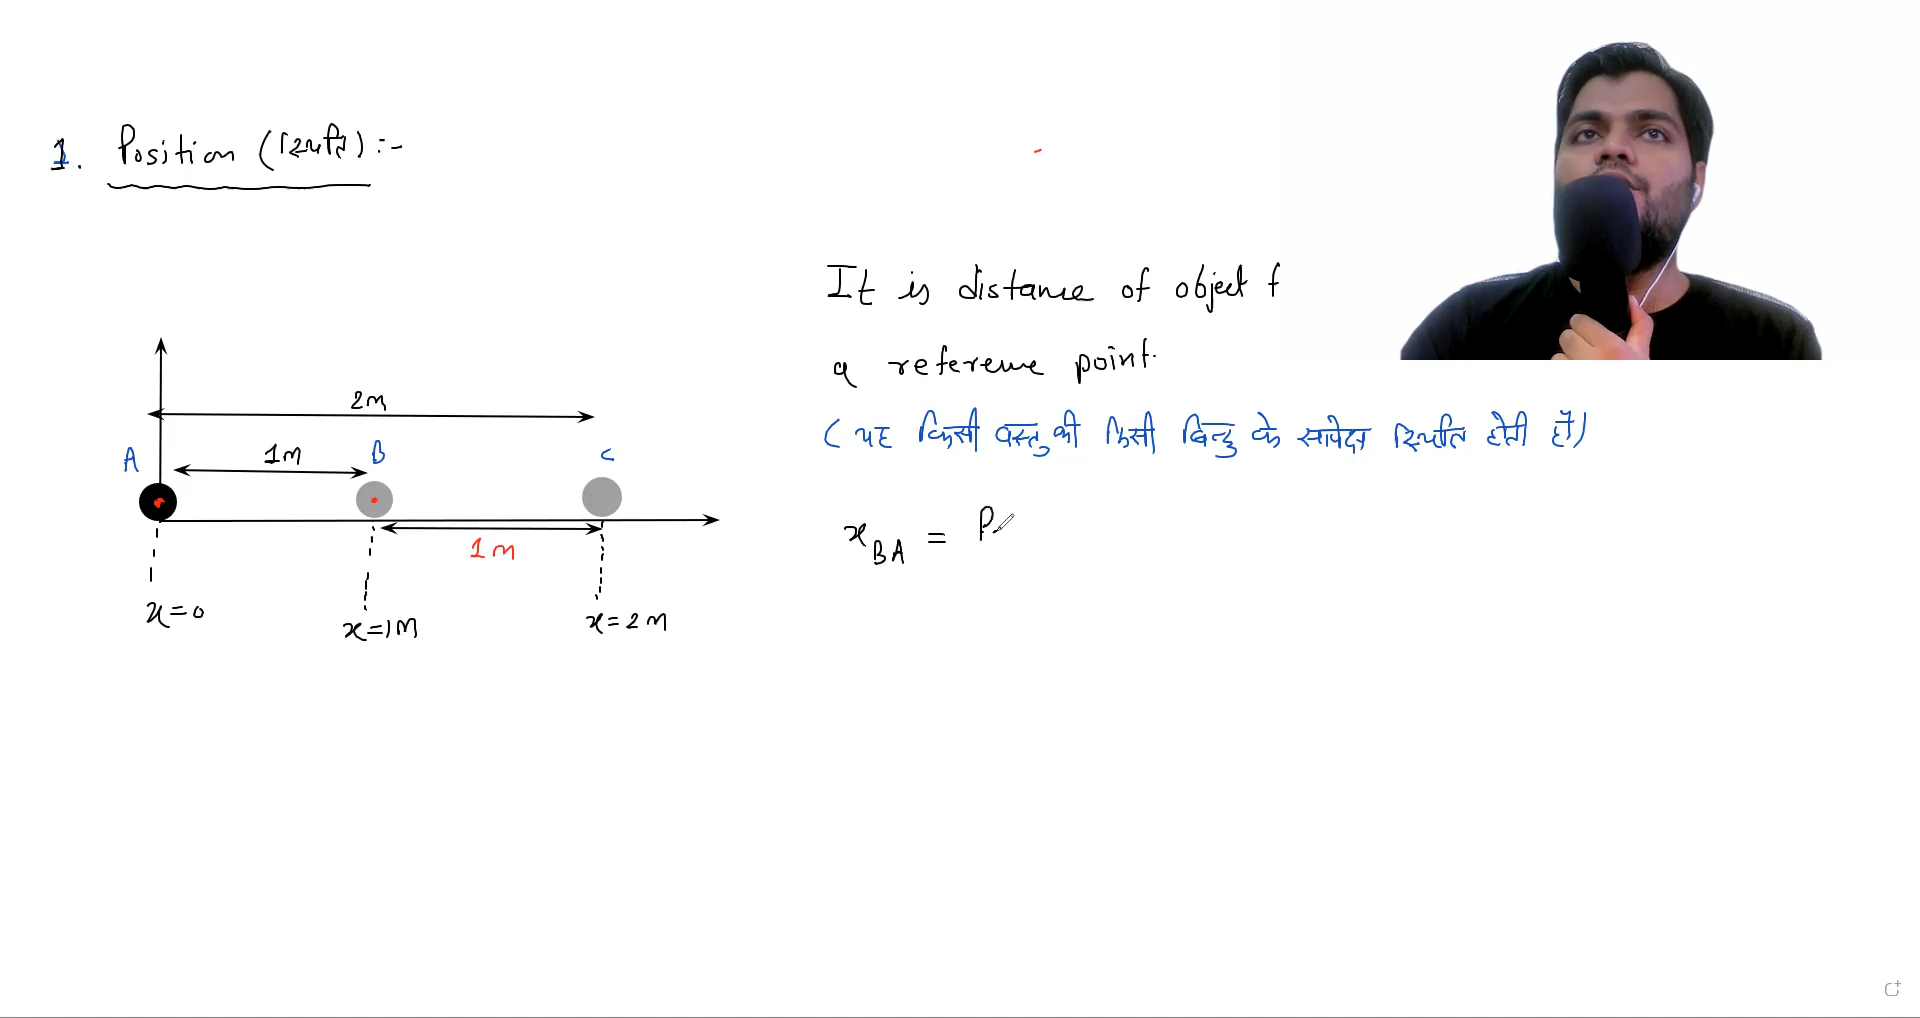 1. Position (स्थिति) :-
It is distance of object f
a reference point.
(यह किसी वस्तु की किसी बिन्दु के सापेक्ष स्थिति होती है)
2m
A
1m
B
C
x_BA = P
1m
x=0
x=1m
x=2m